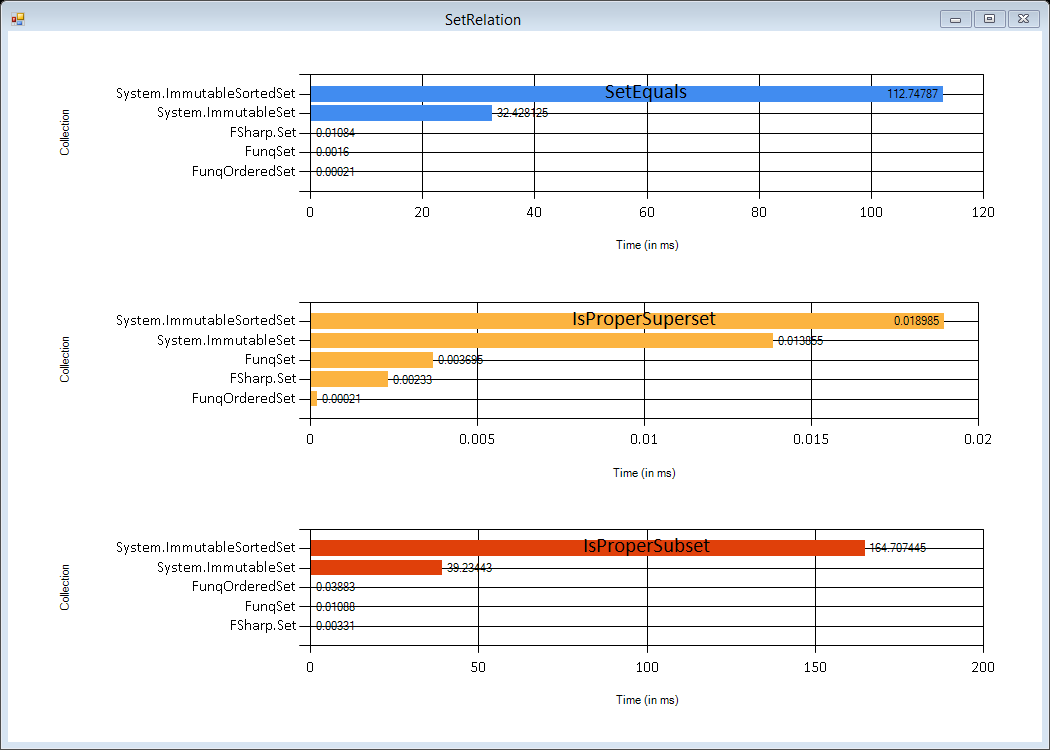 SetRelation
SetEquals
Collection
System.ImmutableSortedSet 112.74787
System.ImmutableSet 32.428125
FSharp.Set 0.01084
FunqSet 0.0016
FunqOrderedSet 0.00021
0 20 40 60 80 100 120
Time (in ms)
IsProperSuperset
Collection
System.ImmutableSortedSet 0.018985
System.ImmutableSet 0.013855
FunqSet 0.003695
FSharp.Set 0.00233
FunqOrderedSet 0.00021
0 0.005 0.01 0.015 0.02
Time (in ms)
IsProperSubset
Collection
System.ImmutableSortedSet 164.707445
System.ImmutableSet 39.23443
FunqOrderedSet 0.03883
FunqSet 0.01088
FSharp.Set 0.00331
0 50 100 150 200
Time (in ms)